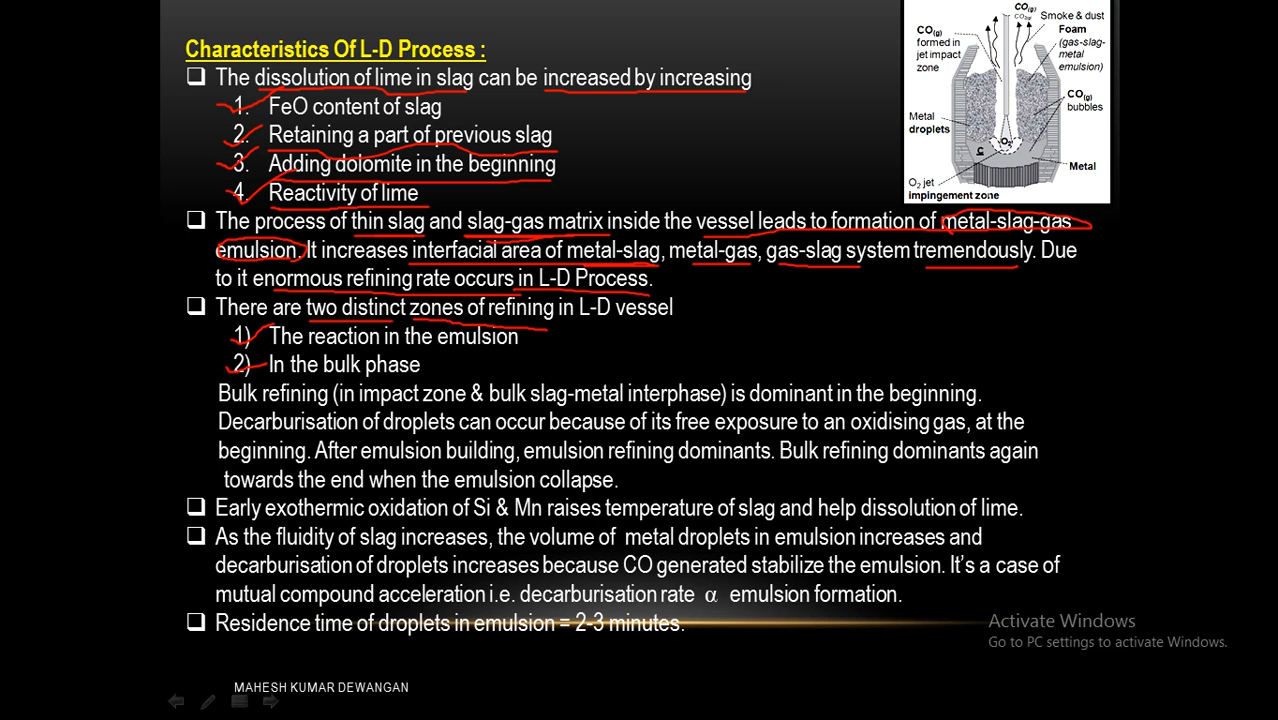 Characteristics Of L-D Process :
❑ The dissolution of lime in slag can be increased by increasing
1. FeO content of slag
2. Retaining a part of previous slag
3. Adding dolomite in the beginning
4. Reactivity of lime
❑ The process of thin slag and slag-gas matrix inside the vessel leads to formation of metal-slag-gas
emulsion. It increases interfacial area of metal-slag, metal-gas, gas-slag system tremendously. Due
to it enormous refining rate occurs in L-D Process.
❑ There are two distinct zones of refining in L-D vessel
1) The reaction in the emulsion
2) In the bulk phase
Bulk refining (in impact zone & bulk slag-metal interphase) is dominant in the beginning.
Decarburisation of droplets can occur because of its free exposure to an oxidising gas, at the
beginning. After emulsion building, emulsion refining dominants. Bulk refining dominants again
towards the end when the emulsion collapse.
❑ Early exothermic oxidation of Si & Mn raises temperature of slag and help dissolution of lime.
❑ As the fluidity of slag increases, the volume of metal droplets in emulsion increases and
decarburisation of droplets increases because CO generated stabilize the emulsion. It's a case of
mutual compound acceleration i.e. decarburisation rate α emulsion formation.
❑ Residence time of droplets in emulsion = 2-3 minutes.
CO(g)
CO2(g)
Smoke & dust
CO(g)
formed in
jet impact
zone
Foam
(gas-slag-
metal
emulsion)
CO(g)
bubbles
Metal
droplets
O2
C
Metal
O2 jet
impingement zone
Activate Windows
Go to PC settings to activate Windows.
MAHESH KUMAR DEWANGAN